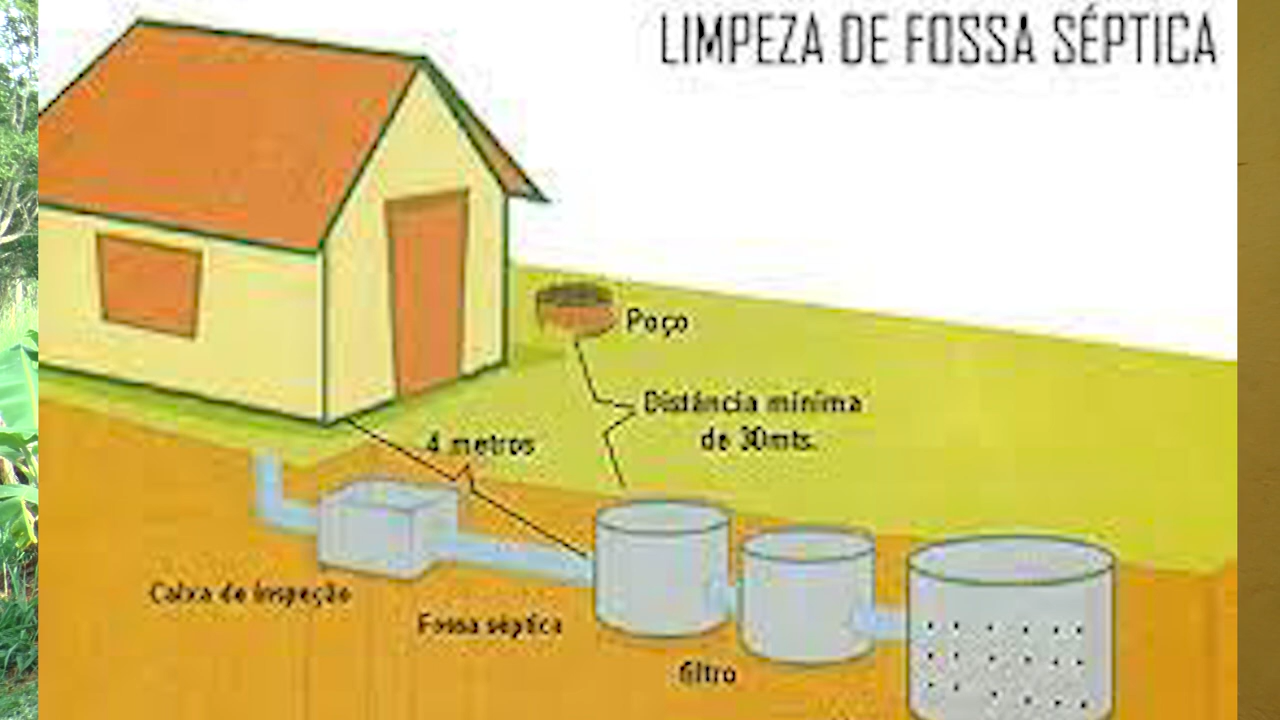 LIMPEZA DE FOSSA SÉPTICA
Poço
Distância mínima
de 30mts.
4 metros
Caixa de inspeção
Fossa séptica
filtro